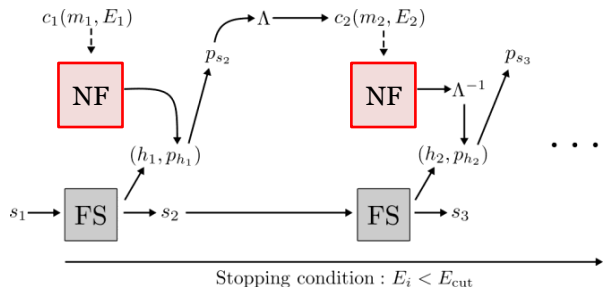 c₁(m₁, E₁) Λ c₂(m₂, E₂)
p_{s₂} p_{s₃}
NF NF Λ⁻¹
(h₁, p_{h₁}) (h₂, p_{h₂}) . . .
s₁ FS s₂ FS s₃
Stopping condition : E_i < E_cut